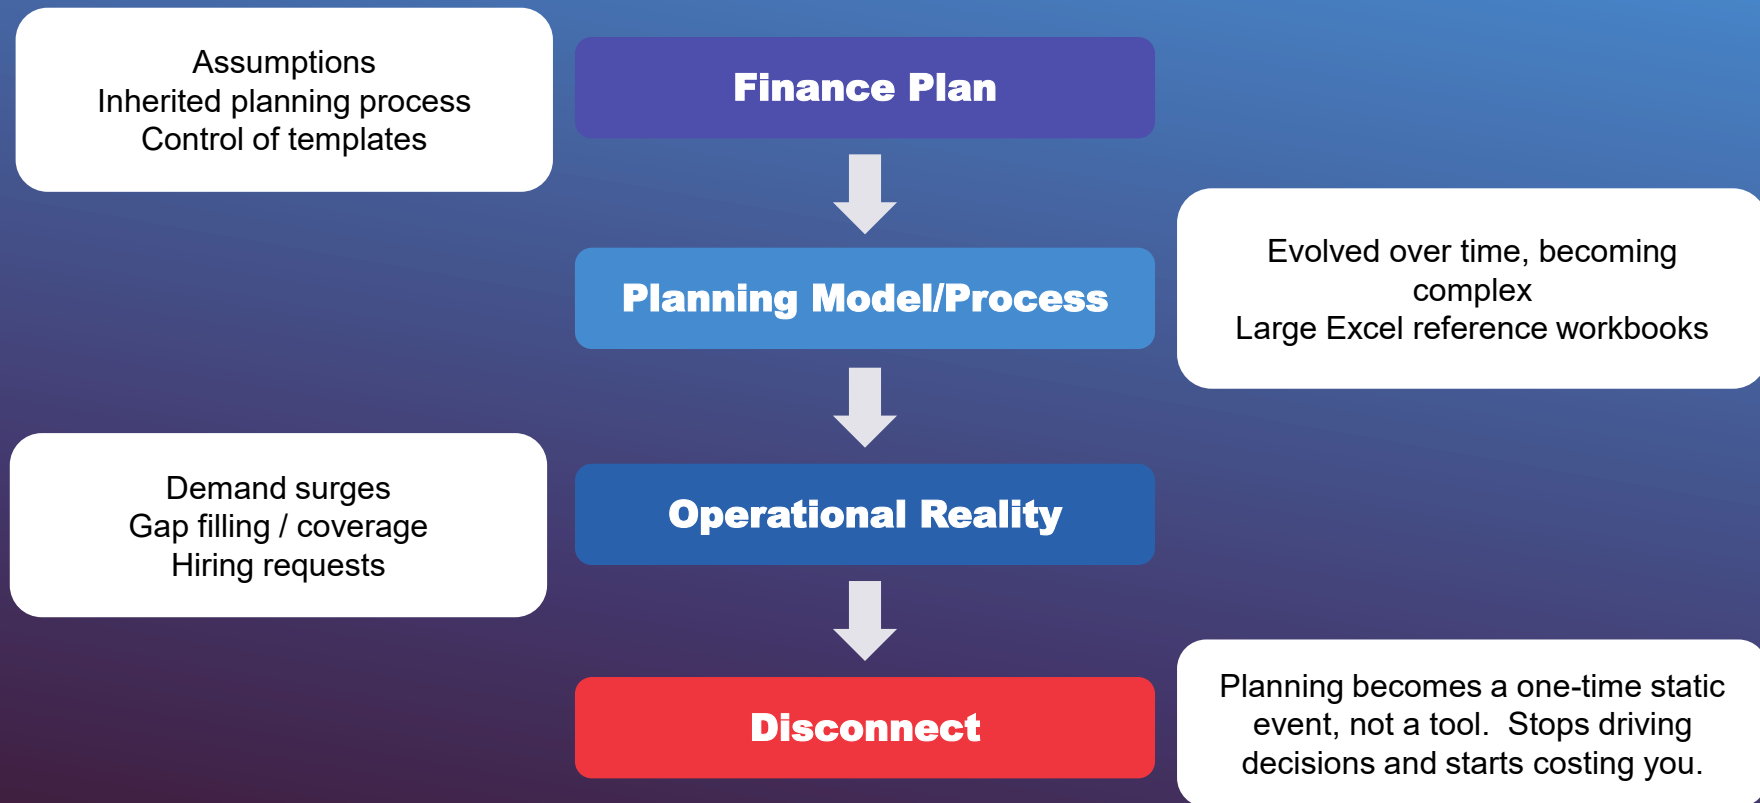 Assumptions
Inherited planning process
Control of templates
Finance Plan
Planning Model/Process
Evolved over time, becoming
complex
Large Excel reference workbooks
Demand surges
Gap filling / coverage
Hiring requests
Operational Reality
Disconnect
Planning becomes a one-time static
event, not a tool.  Stops driving
decisions and starts costing you.